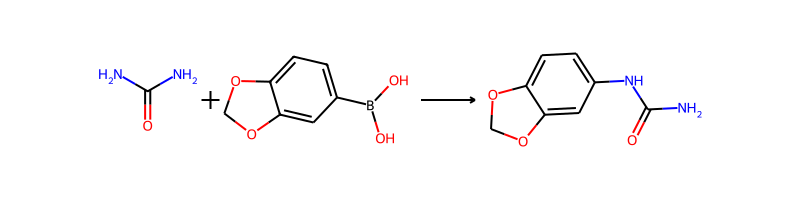 H₂N NH₂ O + O O B OH OH O O NH NH₂ O